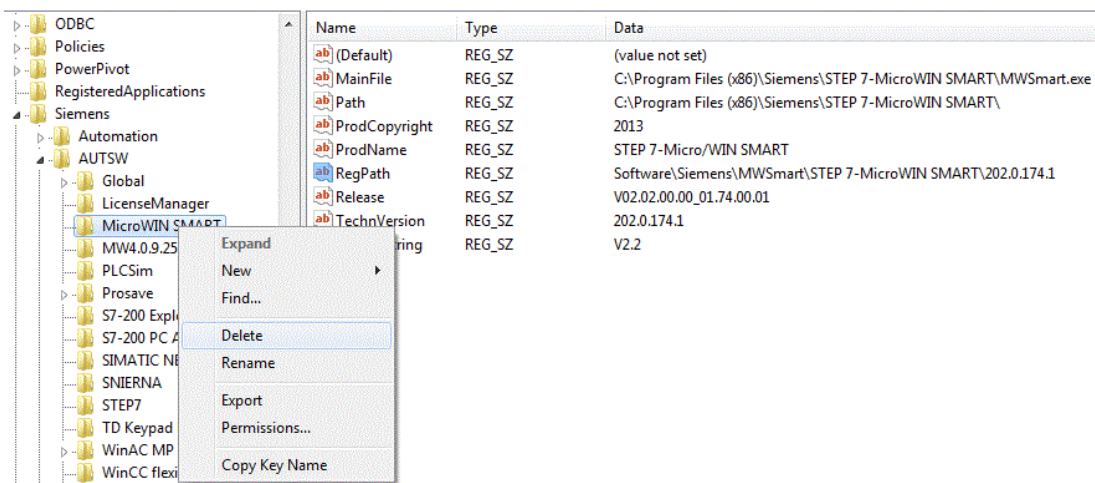 ODBC
Policies
PowerPivot
RegisteredApplications
Siemens
Automation
AUTSW
Global
LicenseManager
MicroWIN SMART
MW4.0.9.25
PLCSim
Prosave
S7-200 Explo
S7-200 PC A
SIMATIC NE
SNIERNA
STEP7
TD Keypad
WinAC MP
WinCC flexi
Expand
New
Find...
Delete
Rename
Export
Permissions...
Copy Key Name
Name Type Data
(Default) REG_SZ (value not set)
MainFile REG_SZ C:\Program Files (x86)\Siemens\STEP 7-MicroWIN SMART\MWSmart.exe
Path REG_SZ C:\Program Files (x86)\Siemens\STEP 7-MicroWIN SMART\
ProdCopyright REG_SZ 2013
ProdName REG_SZ STEP 7-Micro/WIN SMART
RegPath REG_SZ Software\Siemens\MWSmart\STEP 7-MicroWIN SMART\202.0.174.1
Release REG_SZ V02.02.00.00_01.74.00.01
TechnVersion REG_SZ 202.0.174.1
ring REG_SZ V2.2